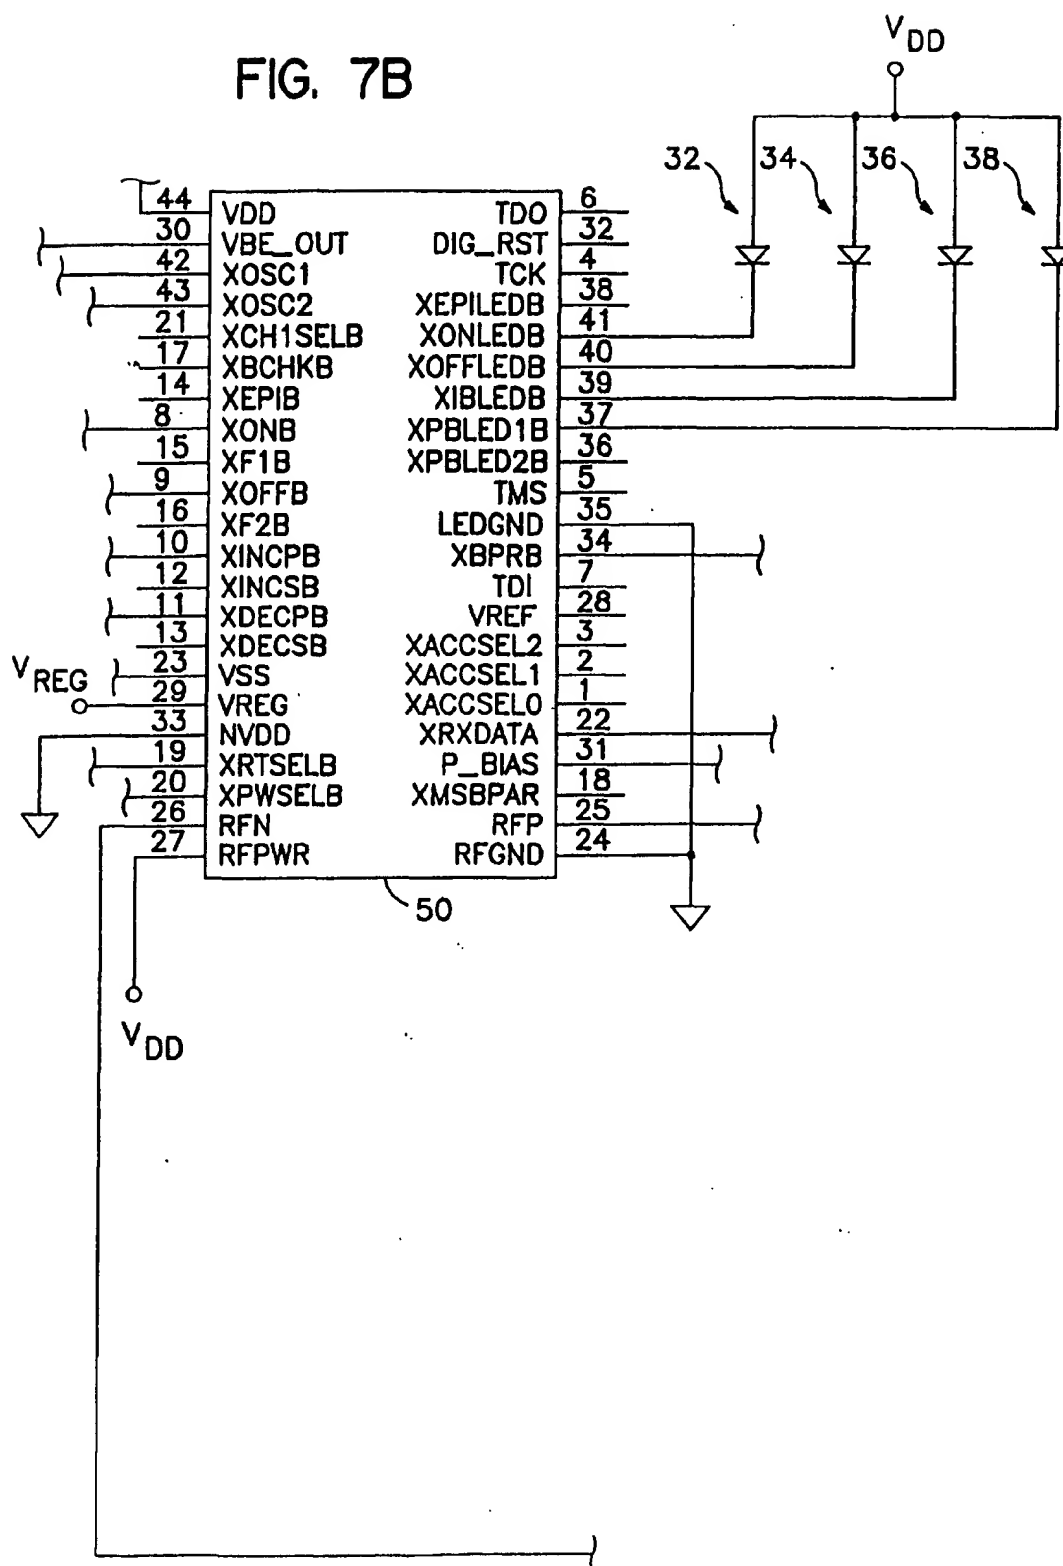 FIG. 7B
V DD
32 34 36 38
44 VDD TDO 6
30 VBE_OUT DIG_RST 32
42 XOSC1 TCK 4
43 XOSC2 XEPILEDB 38
21 XCH1SELB XONLEDB 41
17 XBCHKB XOFFLEDB 40
14 XEPIB XIBLEDB 39
8 XONB XPBLED1B 37
15 XF1B XPBLED2B 36
9 XOFFB TMS 5
16 XF2B LEDGND 35
10 XINCPB XBPRB 34
12 XINCSB TDI 7
11 XDECPB VREF 28
13 XDECSB XACCSEL2 3
23 VSS XACCSEL1 2
V REG
29 VREG XACCSEL0 1
33 NVDD XRXDATA 22
19 XRTSELB P_BIAS 31
20 XPWSELB XMSBPAR 18
26 RFN RFP 25
27 RFPWR RFGND 24
50
V DD